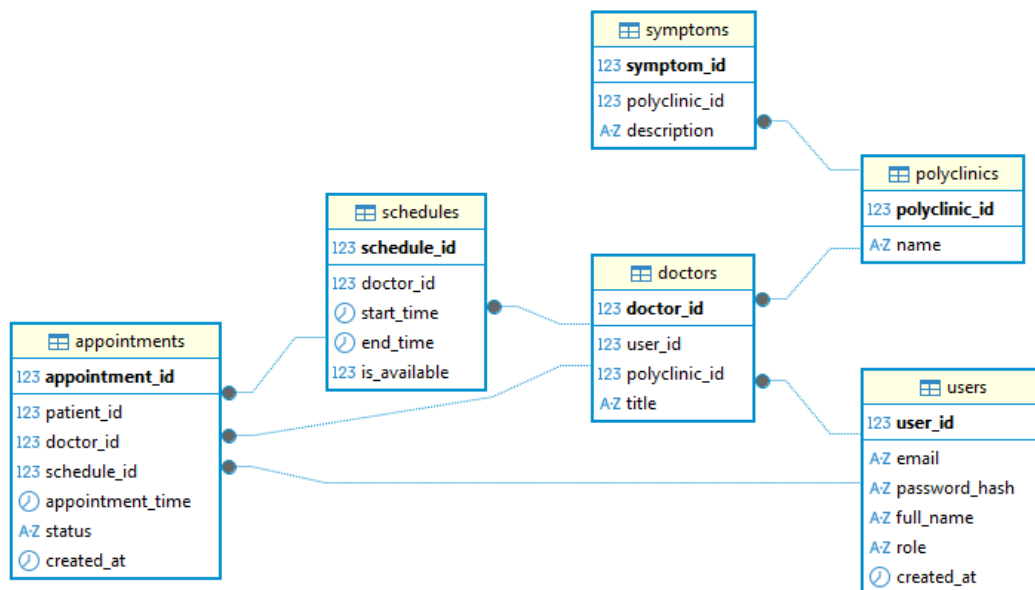 symptoms
123 symptom_id
123 polyclinic_id
A-Z description
polyclinics
123 polyclinic_id
A-Z name
schedules
123 schedule_id
123 doctor_id
start_time
end_time
123 is_available
doctors
123 doctor_id
123 user_id
123 polyclinic_id
A-Z title
appointments
123 appointment_id
123 patient_id
123 doctor_id
123 schedule_id
appointment_time
A-Z status
created_at
users
123 user_id
A-Z email
A-Z password_hash
A-Z full_name
A-Z role
created_at